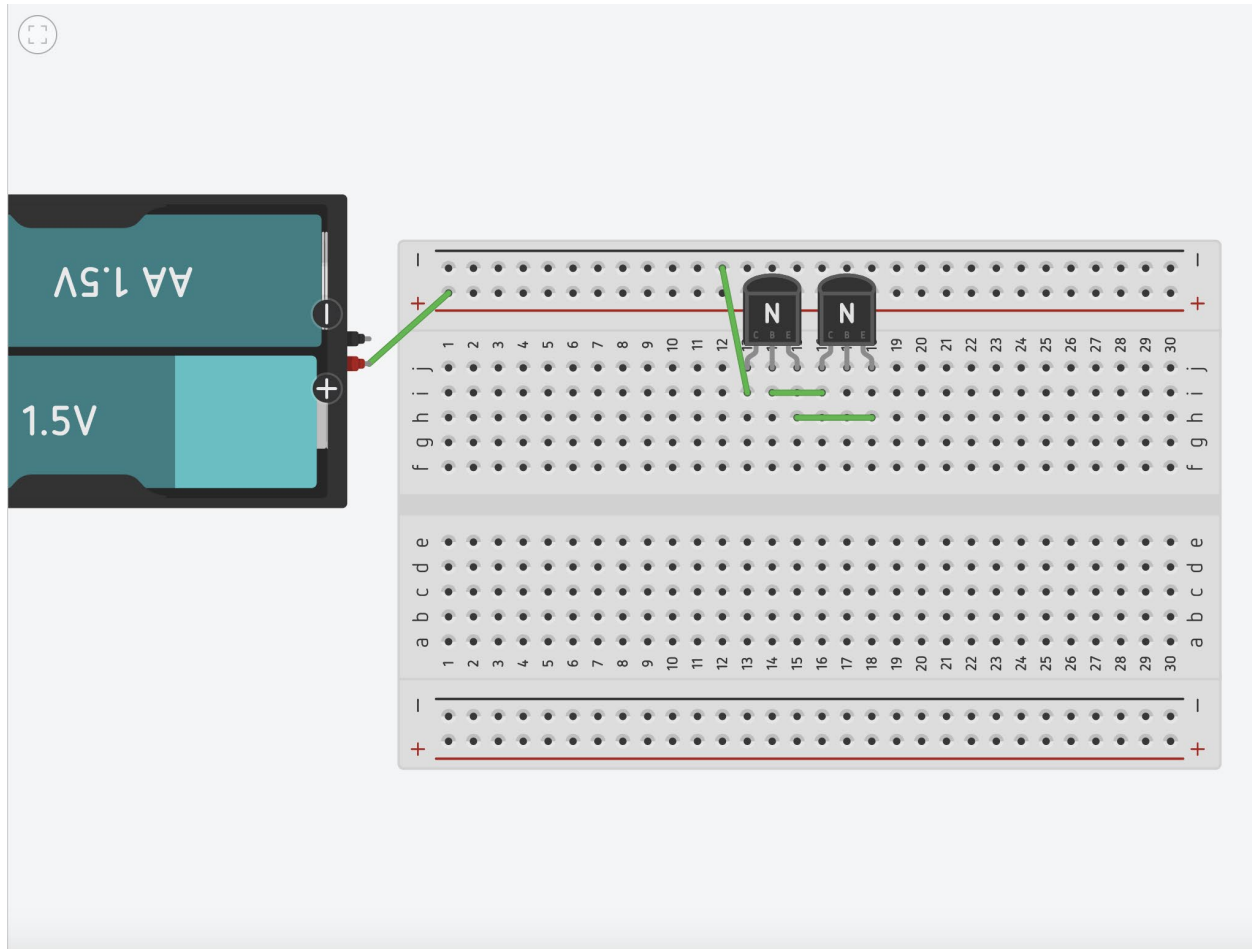 AA 1.5V
1.5V
− −
+ +
N N
C B E C B E
1 2 3 4 5 6 7 8 9 10 11 12 19 20 21 22 23 24 25 26 27 28 29 30
j j
i i
h h
g g
f f
e e
d d
c c
b b
a a
1 2 3 4 5 6 7 8 9 10 11 12 13 14 15 16 17 18 19 20 21 22 23 24 25 26 27 28 29 30
− −
+ +